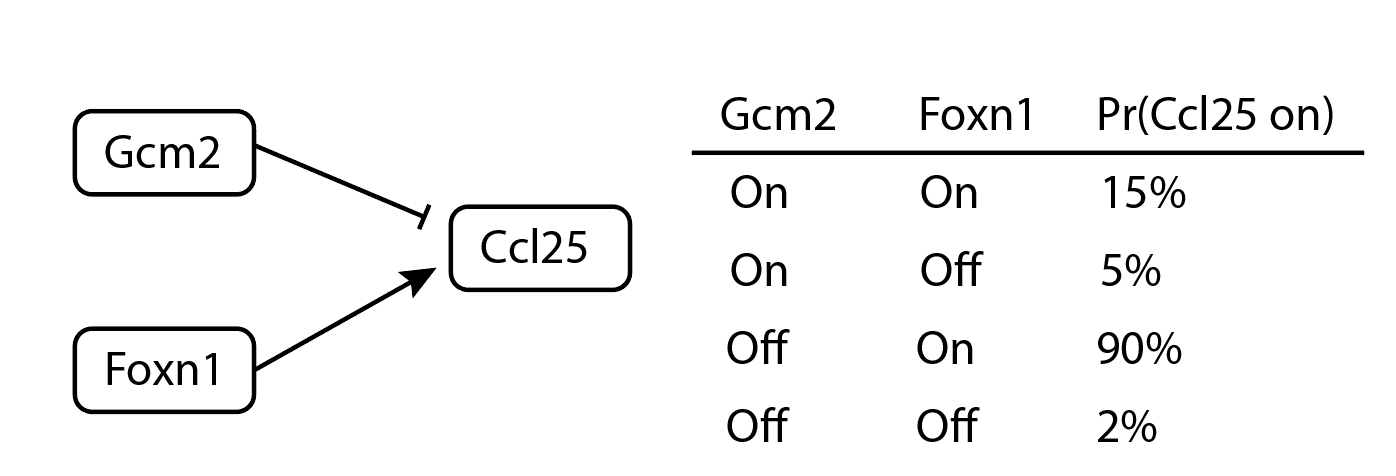 Gcm2
Foxn1
Ccl25
Gcm2 Foxn1 Pr(Ccl25 on)
On On 15%
On Off 5%
Off On 90%
Off Off 2%